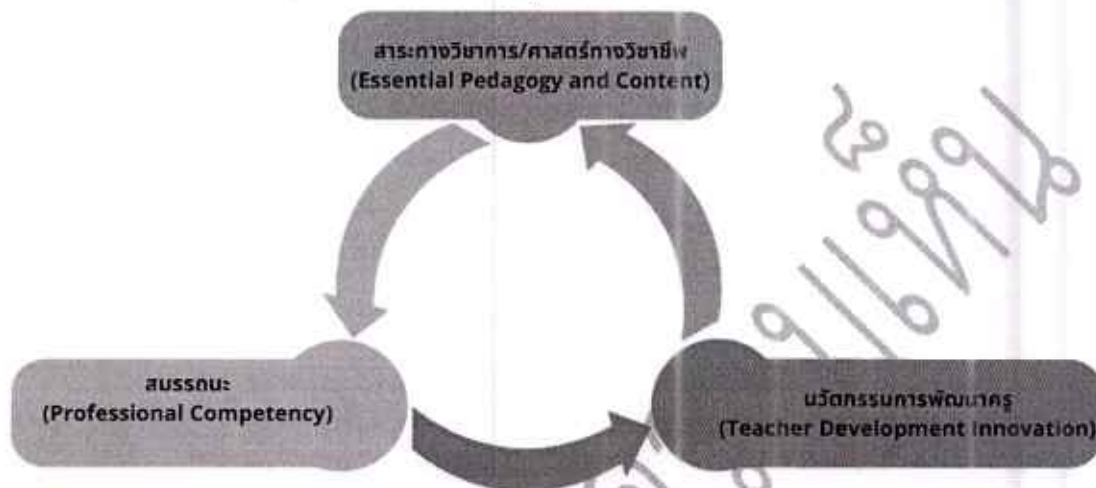 สาระทางวิชาการ/ศาสตร์ทางวิชาชีพ
(Essential Pedagogy and Content)
สมรรถนะ
(Professional Competency)
นวัตกรรมการพัฒนาครู
(Teacher Development Innovation)